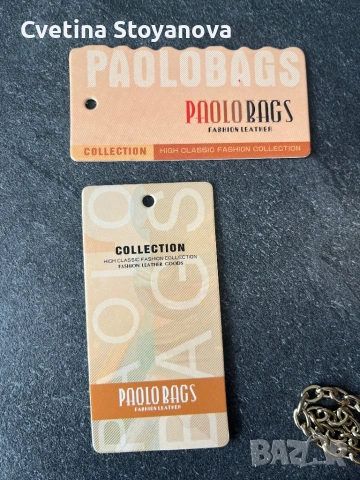 Cvetina Stoyanova
PAOLOBAGS
PAOLO BAGS
FASHION LEATHER
COLLECTION HIGH CLASSIC FASHION COLLECTION
COLLECTION
HIGH CLASSIC FASHION COLLECTION
FASHION LEATHER GOODS
PAOLO
BAGS
PAOLO BAGS
FASHION LEATHER
BAZAR